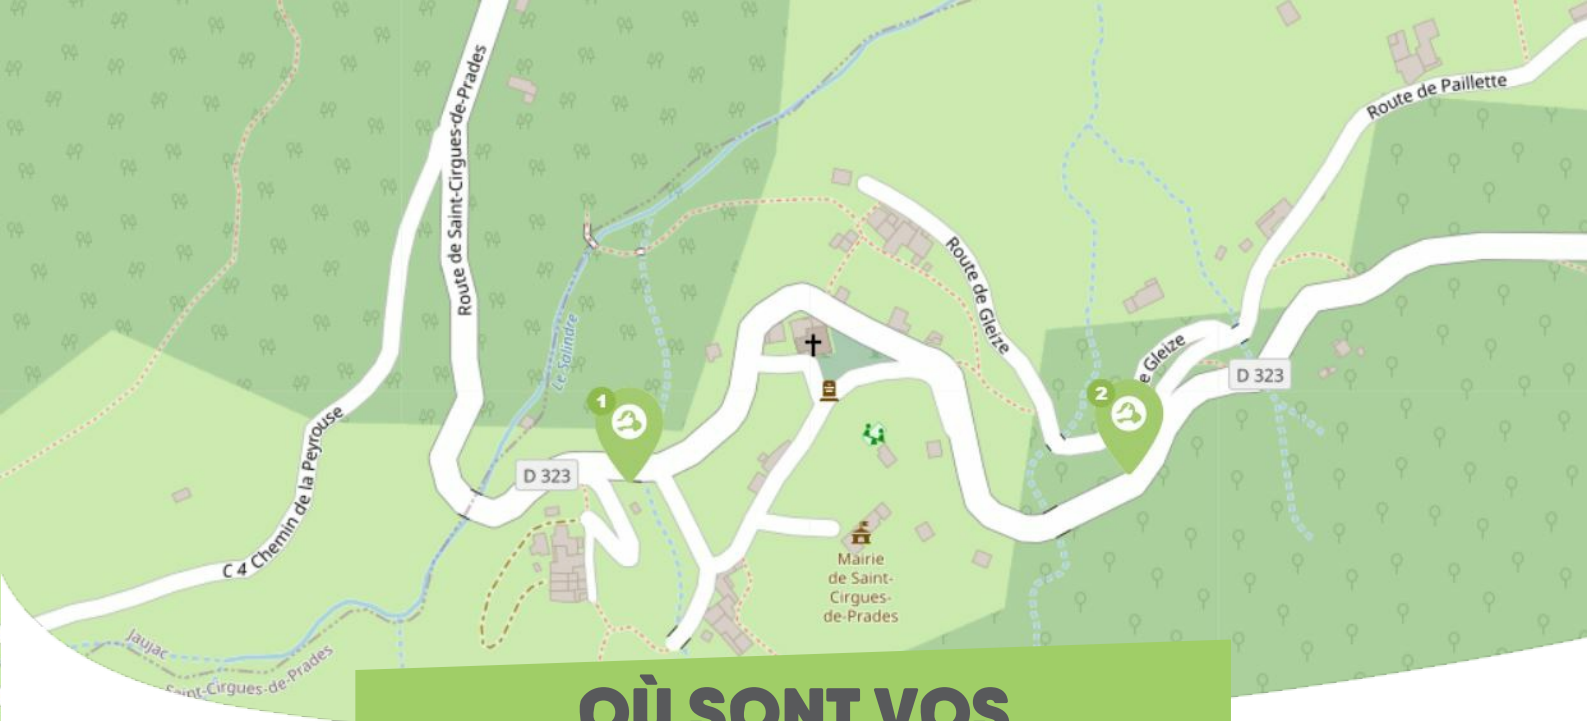 Route de Saint-Cirgues-de-Prades
Route de Paillette
Route de Gleize
e Gleize
Le Salindre
D 323
1
2
C 4 Chemin de la Peyrouse
D 323
Mairie
de Saint-
Cirgues-
de-Prades
Jaujac
Saint-Cirgues-de-Prades
OÙ SONT VOS